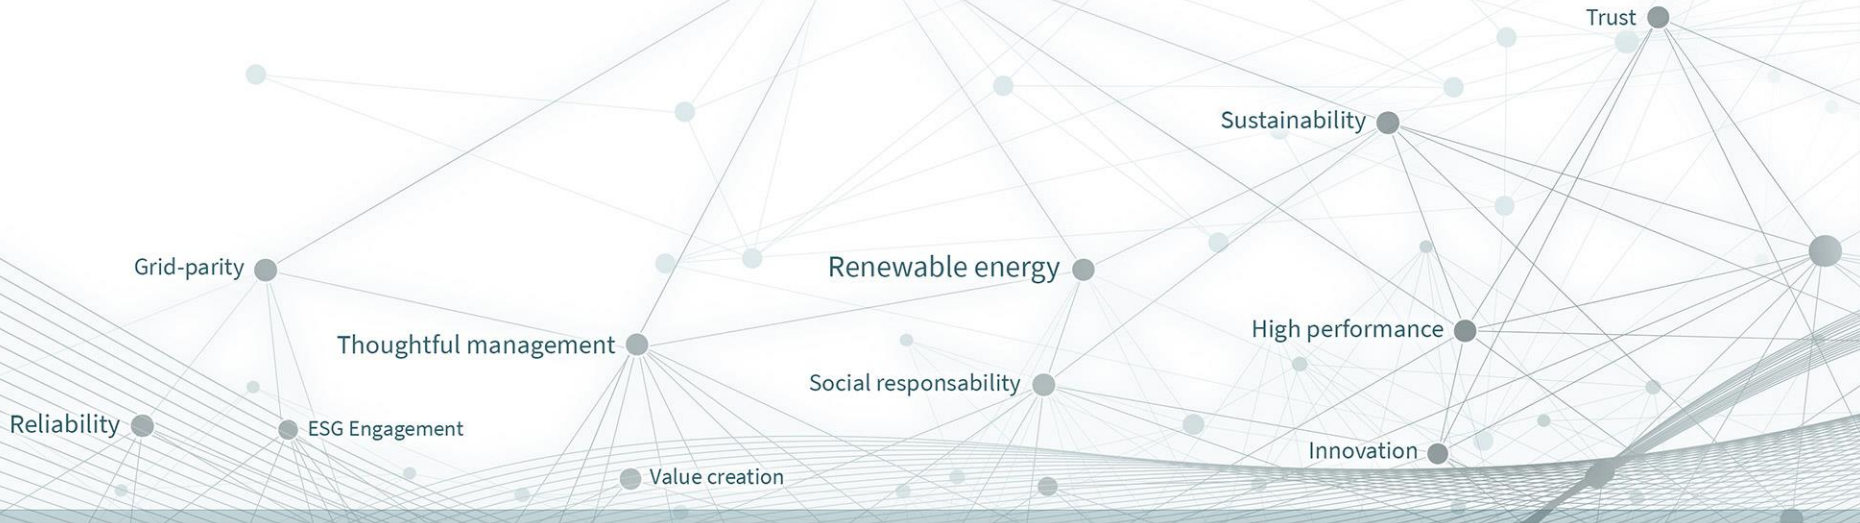 Trust
Sustainability
Grid-parity
Renewable energy
High performance
Thoughtful management
Social responsability
Reliability
ESG Engagement
Innovation
Value creation